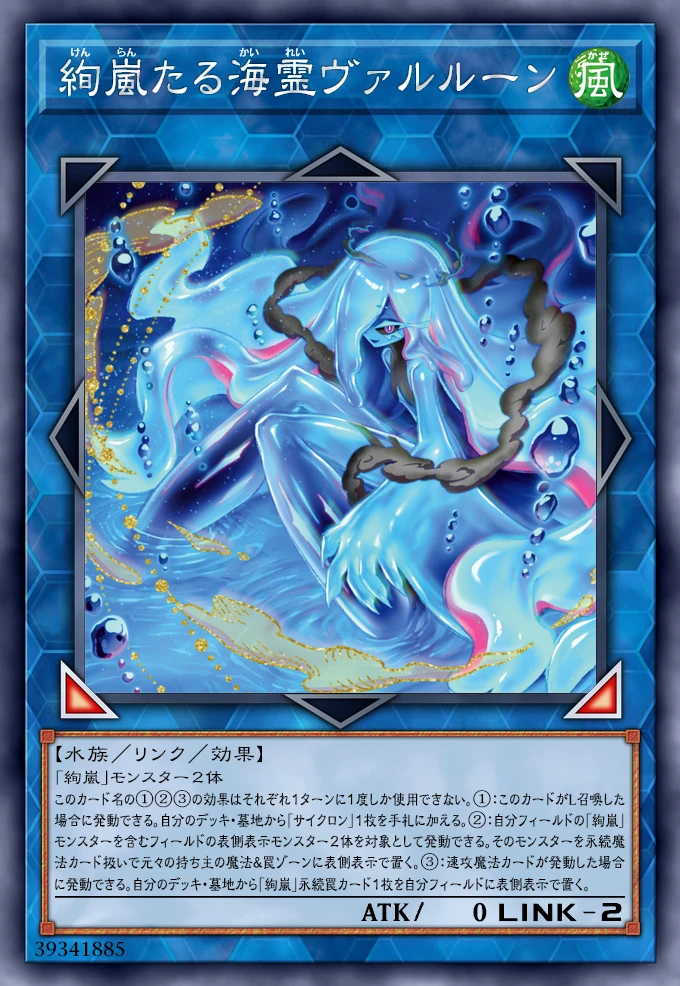 けん らん かい れい
絢嵐たる海霊ヴァルルーン
かぜ
風
【水族／リンク／効果】
「絢嵐」モンスター２体
このカード名の①②③の効果はそれぞれ１ターンに１度しか使用できない。①：このカードがL召喚した
場合に発動できる。自分のデッキ・墓地から「サイクロン」１枚を手札に加える。②：自分フィールドの「絢嵐」
モンスターを含むフィールドの表側表示モンスター２体を対象として発動できる。そのモンスターを永続魔
法カード扱いで元々の持ち主の魔法&罠ゾーンに表側表示で置く。③：速攻魔法カードが発動した場合
に発動できる。自分のデッキ・墓地から「絢嵐」永続罠カード１枚を自分フィールドに表側表示で置く。
ATK/ 0 LINK-2
39341885